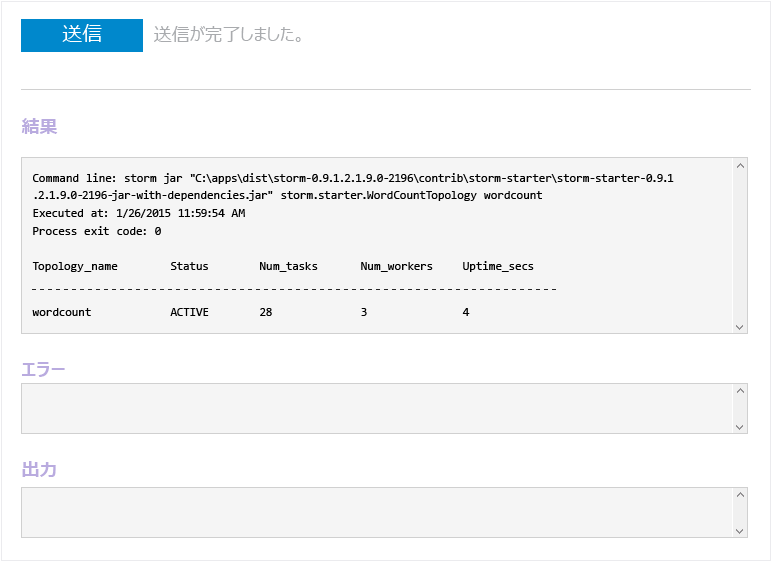 送信 送信が完了しました。
結果
Command line: storm jar "C:\apps\dist\storm-0.9.1.2.1.9.0-2196\contrib\storm-starter\storm-starter-0.9.1
.2.1.9.0-2196-jar-with-dependencies.jar" storm.starter.WordCountTopology wordcount
Executed at: 1/26/2015 11:59:54 AM
Process exit code: 0
Topology_name Status Num_tasks Num_workers Uptime_secs
--------------------------------------------------------------------
wordcount ACTIVE 28 3 4
エラー
出力